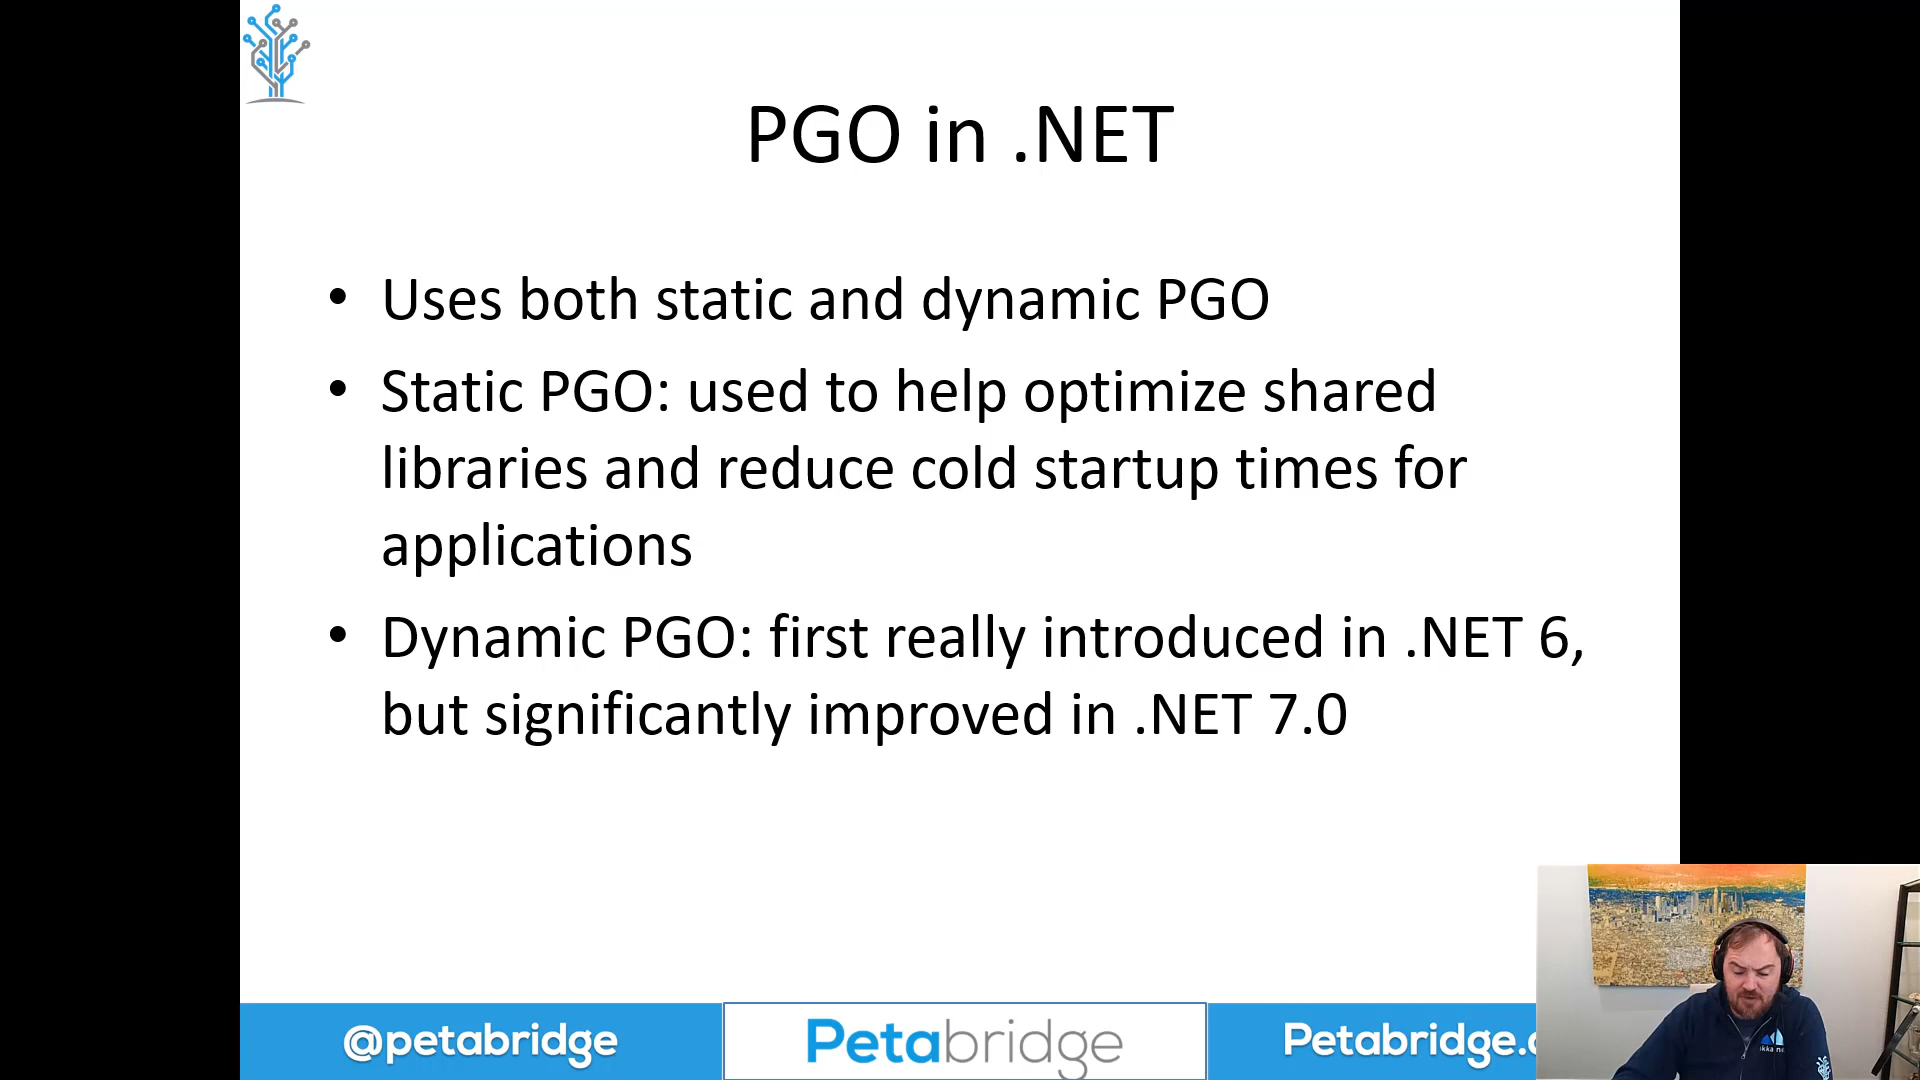 PGO in .NET
• Uses both static and dynamic PGO
• Static PGO: used to help optimize shared
libraries and reduce cold startup times for
applications
• Dynamic PGO: first really introduced in .NET 6,
but significantly improved in .NET 7.0
@petabridge
Petabridge
Petabridge.